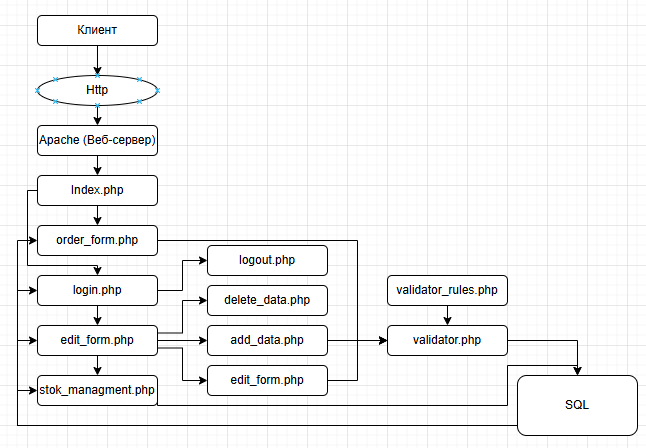 Клиент
Http
Apache (Веб-сервер)
Index.php
order_form.php
logout.php
login.php
delete_data.php
validator_rules.php
edit_form.php
add_data.php
validator.php
edit_form.php
stok_managment.php
SQL